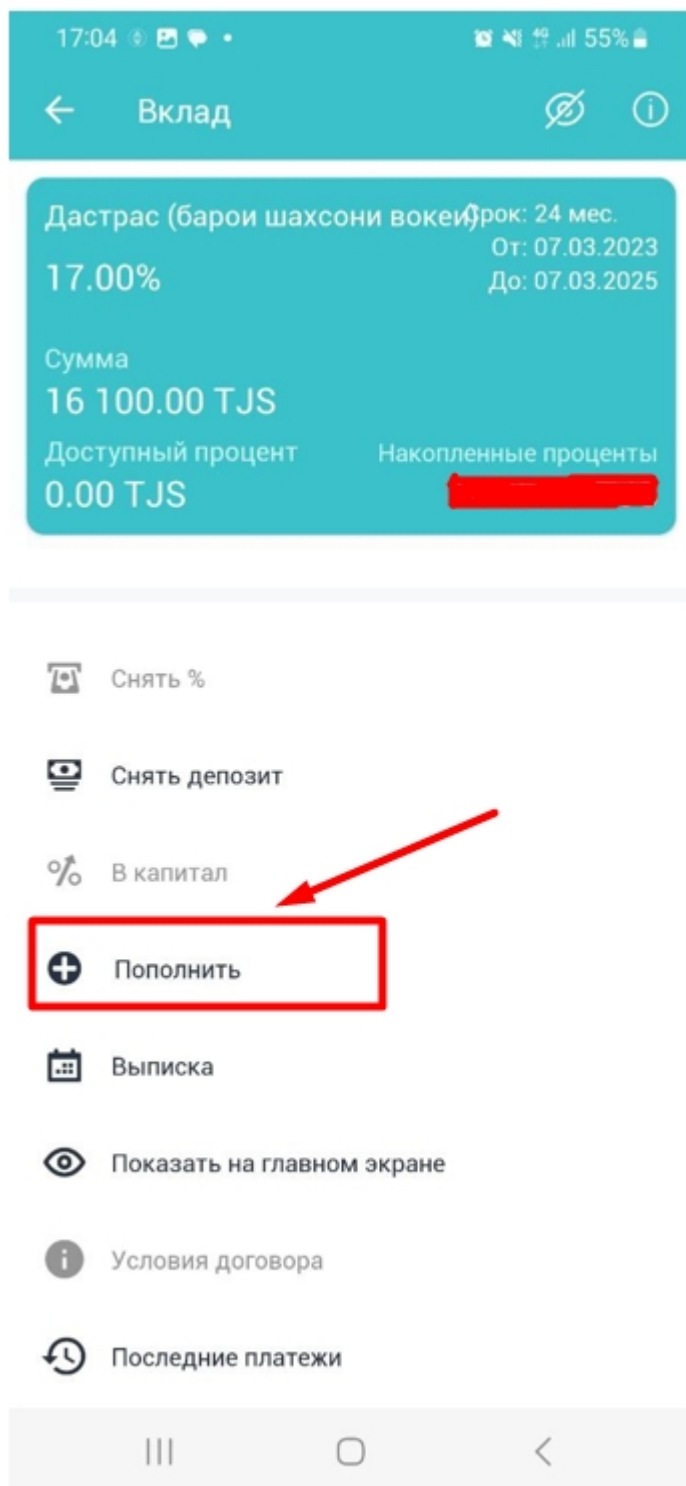 17:04
55%
Вклад
Дастрас (барои шахсони вокеи)
Срок: 24 мес.
От: 07.03.2023
17.00%
До: 07.03.2025
Сумма
16 100.00 TJS
Доступный процент
Накопленные проценты
0.00 TJS
Снять %
Снять депозит
В капитал
Пополнить
Выписка
Показать на главном экране
Условия договора
Последние платежи